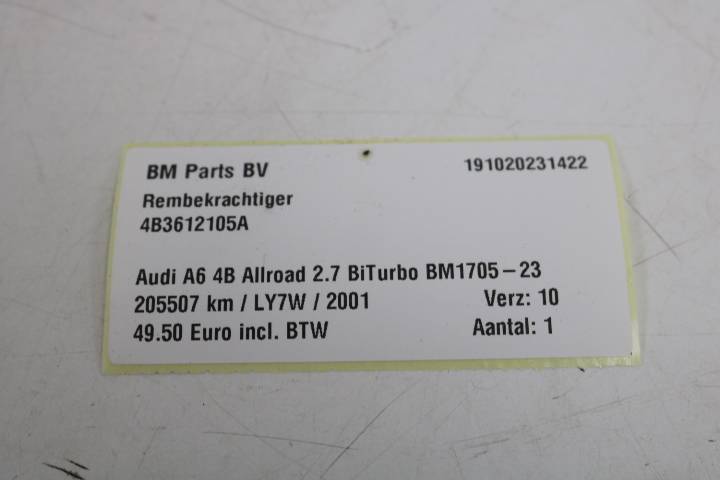 BM Parts BV 191020231422
Rembekrachtiger
4B3612105A
Audi A6 4B Allroad 2.7 BiTurbo BM1705-23
205507 km / LY7W / 2001 Verz: 10
49.50 Euro incl. BTW Aantal: 1